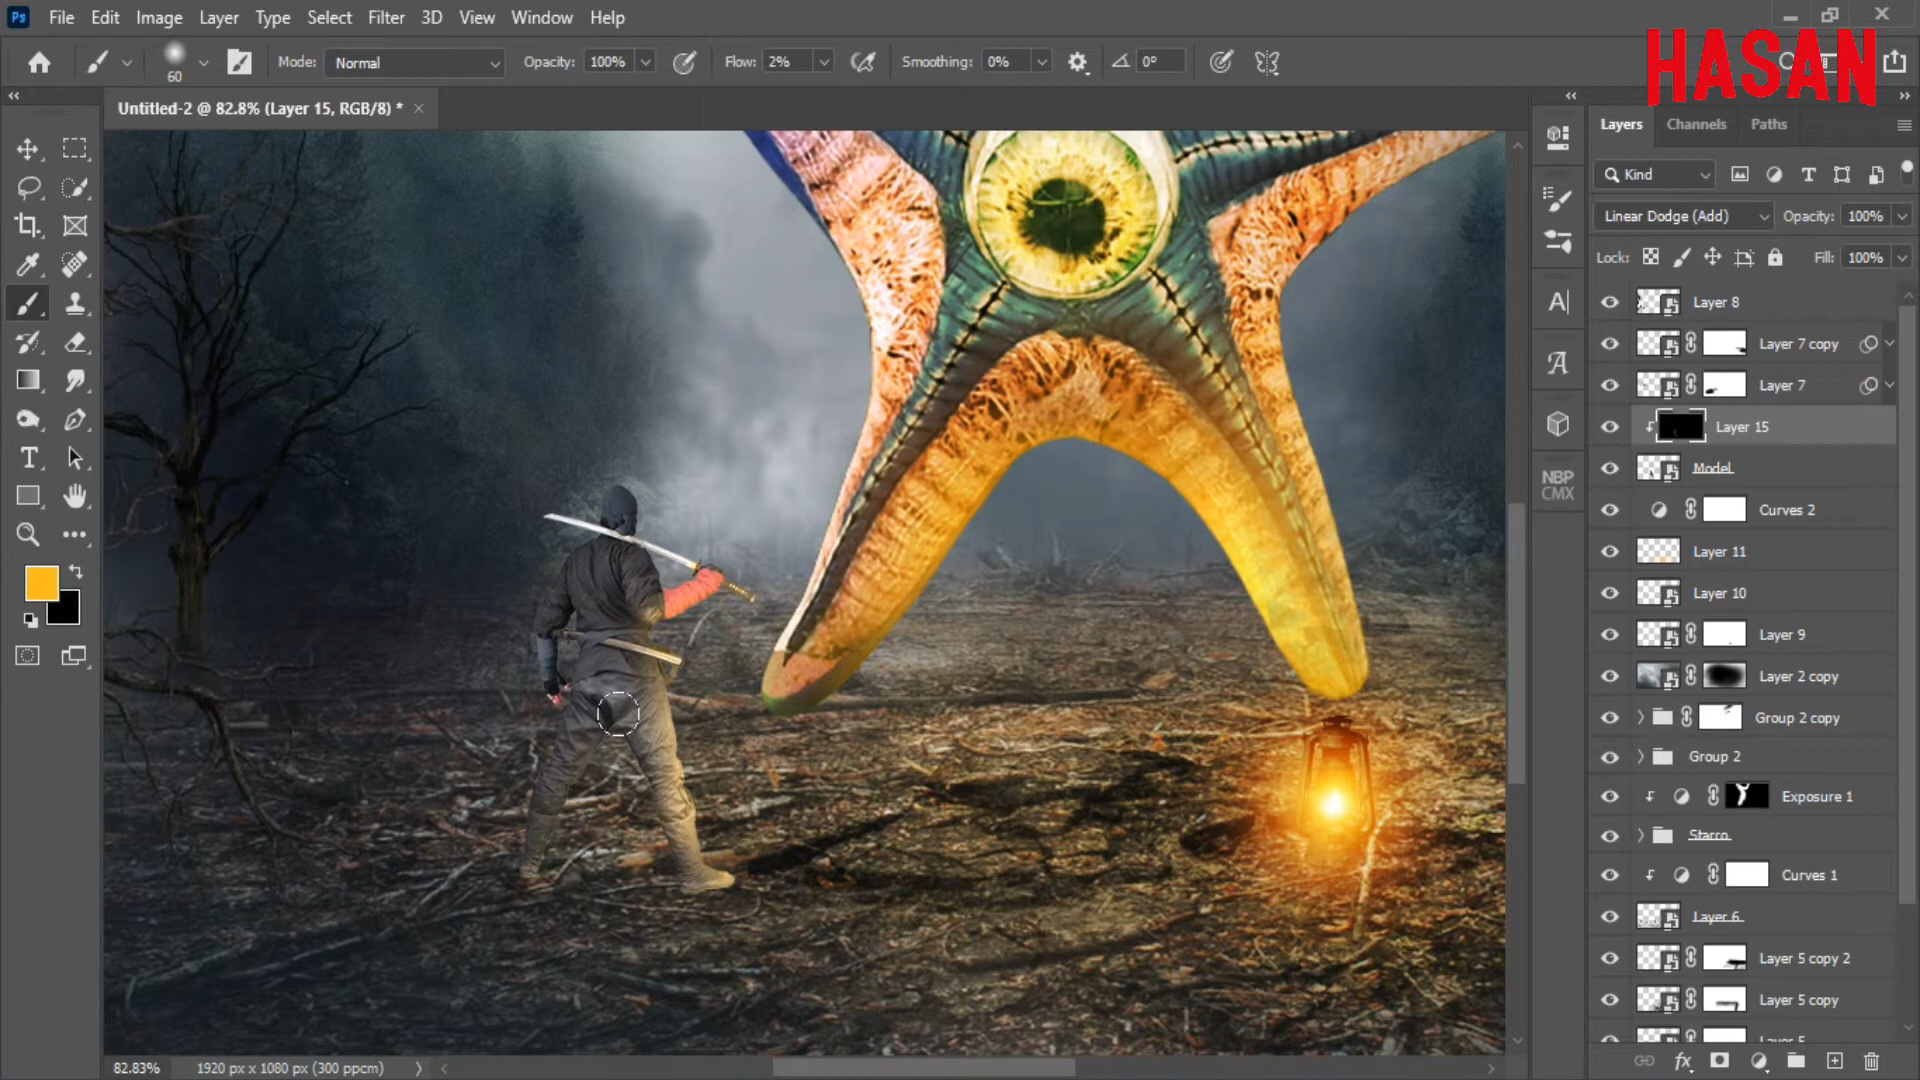 Ps File Edit Image Layer Type Select Filter 3D View Window Help
HASAN
60 Mode: Normal Opacity: 100% Flow: 2% Smoothing: 0% 0°
Untitled-2 @ 82.8% (Layer 15, RGB/8) *
Layers Channels Paths
Kind
Linear Dodge (Add) Opacity: 100%
Lock: Fill: 100%
Layer 8
Layer 7 copy
Layer 7
Layer 15
Model
Curves 2
Layer 11
Layer 10
Layer 9
Layer 2 copy
Group 2 copy
Group 2
Exposure 1
Starro
Curves 1
Layer 6
Layer 5 copy 2
Layer 5 copy
NBP
CMX
82.83% 1920 px x 1080 px (300 ppcm)